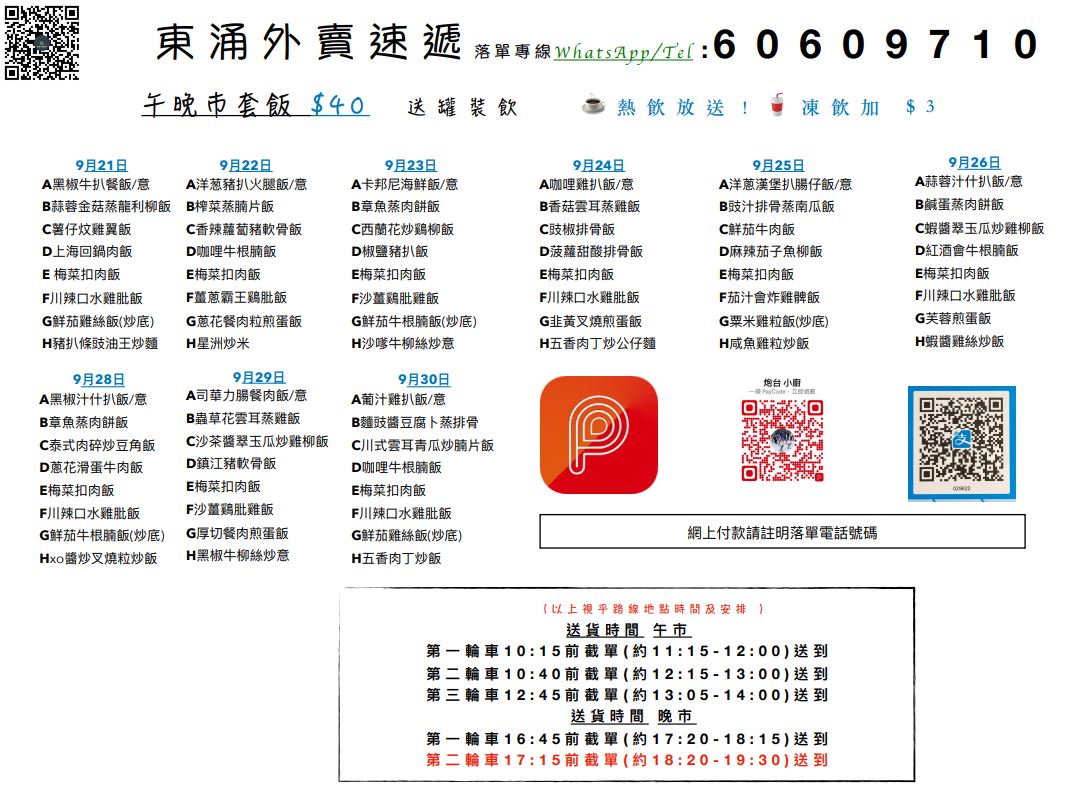 東涌外賣速遞 落單專線WhatsApp/Tel :60609710
午晚市套飯 $40 送罐裝飲 熱飲放送! 凍飲加 $3
9月21日
A黑椒牛扒餐飯/意
B蒜蓉金菇蒸龍利柳飯
C薯仔炆雞翼飯
D上海回鍋肉飯
E 梅菜扣肉飯
F川辣口水雞肶飯
G鮮茄雞絲飯(炒底)
H豬扒條豉油王炒麵
9月22日
A洋葱豬扒火腿飯/意
B榨菜蒸腩片飯
C香辣蘿蔔豬軟骨飯
D咖哩牛根腩飯
E梅菜扣肉飯
F薑蔥霸王鷄肶飯
G蔥花餐肉粒煎蛋飯
H星洲炒米
9月23日
A卡邦尼海鮮飯/意
B章魚蒸肉餅飯
C西蘭花炒鷄柳飯
D椒鹽豬扒飯
E梅菜扣肉飯
F沙薑鷄肶雞飯
G鮮茄牛根腩飯(炒底)
H沙嗲牛柳絲炒意
9月24日
A咖哩雞扒飯/意
B香菇雲耳蒸雞飯
C豉椒排骨飯
D菠蘿甜酸排骨飯
E梅菜扣肉飯
F川辣口水雞肶飯
G韭黃叉燒煎蛋飯
H五香肉丁炒公仔麵
9月25日
A洋蔥漢堡扒腸仔飯/意
B豉汁排骨蒸南瓜飯
C鮮茄牛肉飯
D麻辣茄子魚柳飯
E梅菜扣肉飯
F茄汁會炸雞髀飯
G粟米雞粒飯(炒底)
H咸魚雞粒炒飯
9月26日
A蒜蓉汁什扒飯/意
B鹹蛋蒸肉餅飯
C蝦醬翠玉瓜炒雞柳飯
D紅酒會牛根腩飯
E梅菜扣肉飯
F川辣口水雞肶飯
G芙蓉煎蛋飯
H蝦醬雞絲炒飯
9月28日
A黑椒汁什扒飯/意
B章魚蒸肉餅飯
C泰式肉碎炒豆角飯
D蔥花滑蛋牛肉飯
E梅菜扣肉飯
F川辣口水雞肶飯
G鮮茄牛根腩飯(炒底)
Hxo醬炒叉燒粒炒飯
9月29日
A司華力腸餐肉飯/意
B蟲草花雲耳蒸雞飯
C沙茶醬翠玉瓜炒雞柳飯
D鎮江豬軟骨飯
E梅菜扣肉飯
F沙薑鷄肶雞飯
G厚切餐肉煎蛋飯
H黑椒牛柳絲炒意
9月30日
A葡汁雞扒飯/意
B麵豉醬豆腐卜蒸排骨
C川式雲耳青瓜炒腩片飯
D咖哩牛根腩飯
E梅菜扣肉飯
F川辣口水雞肶飯
G鮮茄雞絲飯(炒底)
H五香肉丁炒飯
炮台 小廚
一掃 PayCode，立即過數
029622
網上付款請註明落單電話號碼
(以上視乎路線地點時間及安排 )
送貨時間 午市
第一輪車10:15前截單(約11:15-12:00)送到
第二輪車10:40前截單(約12:15-13:00)送到
第三輪車12:45前截單(約13:05-14:00)送到
送貨時間 晚市
第一輪車16:45前截單(約17:20-18:15)送到
第二輪車17:15前截單(約18:20-19:30)送到